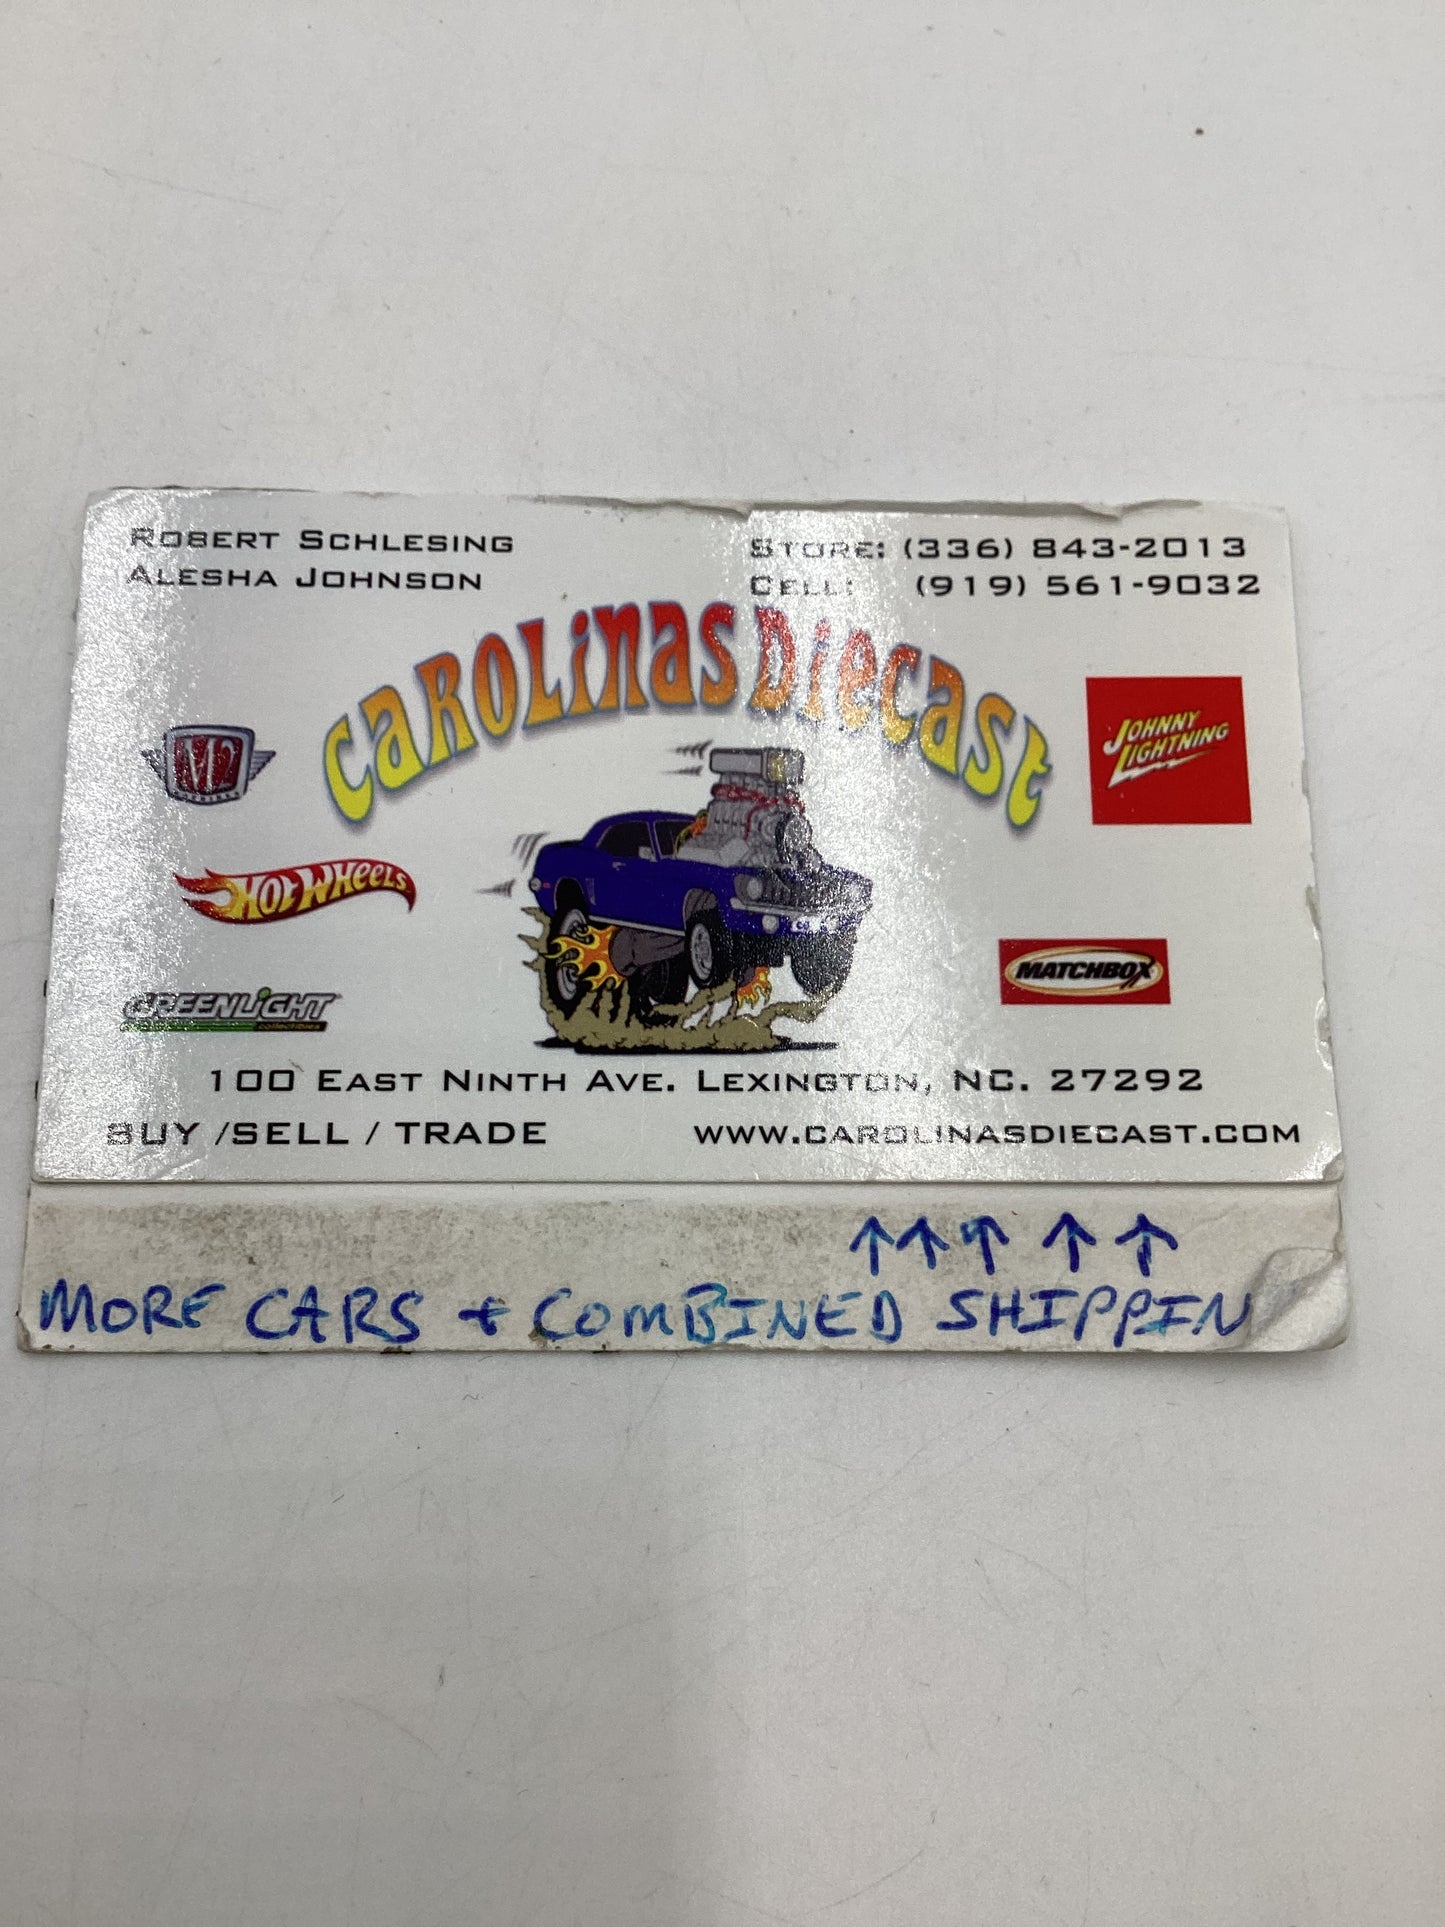 ROBERT SCHLESING
ALESHA JOHNSON
STORE: (336) 843-2013
CELL: (919) 561-9032
CAROLINAS DIECAST
M2
MACHINES
JOHNNY
LIGHTNING
HOT WHEELS
MATCHBOX
GREENLIGHT
collectibles
100 EAST NINTH AVE. LEXINGTON, NC. 27292
BUY /SELL / TRADE
WWW.CAROLINASDIECAST.COM
↑↑↑↑↑
MORE CARS + COMBINED SHIPPIN